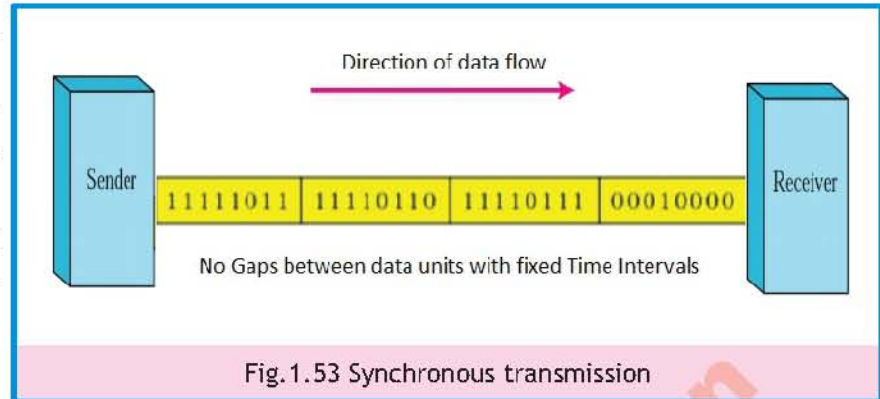 Direction of data flow
Sender
11111011 11110110 11110111 00010000
Receiver
No Gaps between data units with fixed Time Intervals
Fig.1.53 Synchronous transmission